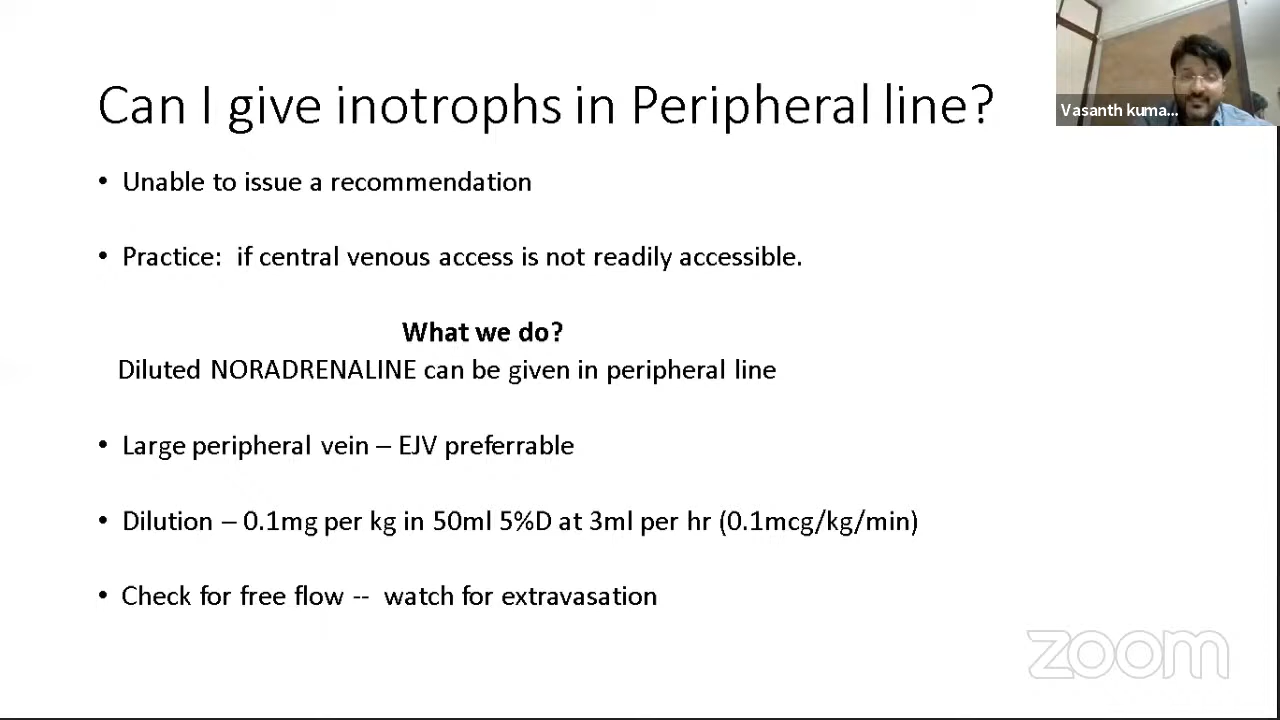 Can I give inotrophs in Peripheral line?
Vasanth kuma...
• Unable to issue a recommendation
• Practice:  if central venous access is not readily accessible.
What we do?
Diluted NORADRENALINE can be given in peripheral line
• Large peripheral vein – EJV preferrable
• Dilution – 0.1mg per kg in 50ml 5%D at 3ml per hr (0.1mcg/kg/min)
• Check for free flow --  watch for extravasation
zoom